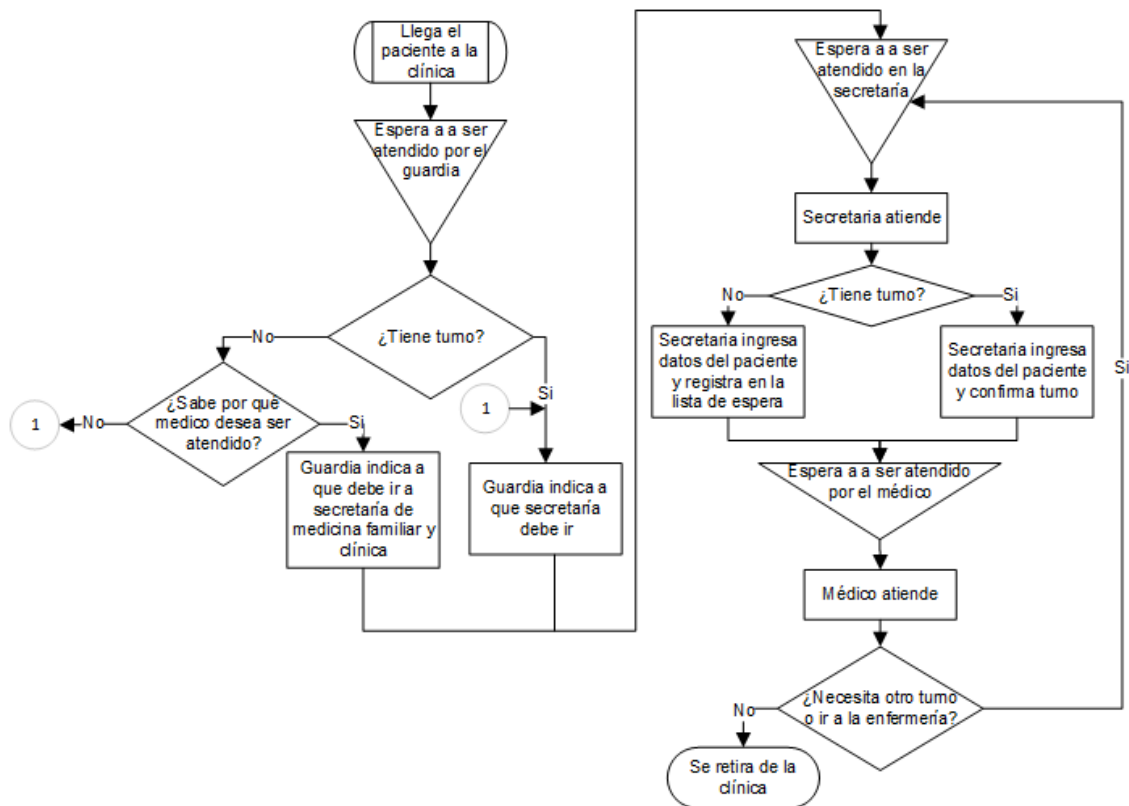 Llega el
paciente a la
clínica
Espera a a ser
atendido por el
guardia
¿Tiene turno?
No
Si
¿Sabe por qué
medico desea ser
atendido?
No
1
Si
1
Guardia indica a
que debe ir a
secretaría de
medicina familiar y
clínica
Guardia indica a
que secretaría
debe ir
Espera a a ser
atendido en la
secretaría
Secretaria atiende
¿Tiene turno?
No
Si
Secretaria ingresa
datos del paciente
y registra en la
lista de espera
Secretaria ingresa
datos del paciente
y confirma turno
Si
Espera a a ser atendido
por el médico
Médico atiende
¿Necesita otro turno
o ir a la enfermería?
No
Se retira de la
clínica